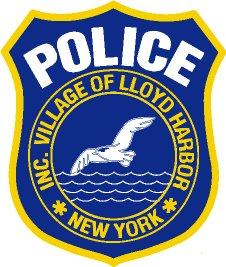 POLICE
INC. VILLAGE OF LLOYD HARBOR
NEW YORK